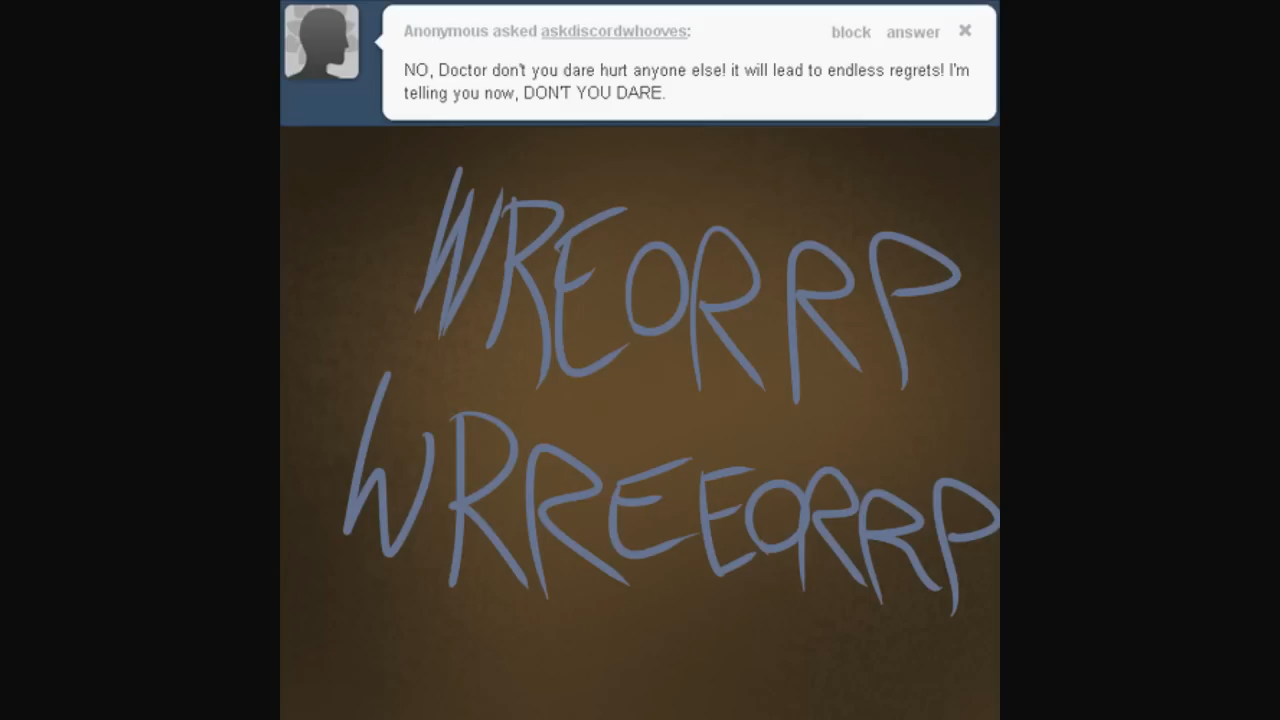 Anonymous asked askdiscordwhooves:
block answer ×
NO, Doctor don't you dare hurt anyone else! it will lead to endless regrets! I'm
telling you now, DON'T YOU DARE.
WREORRP
WRREEORRP